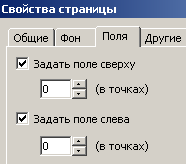 Свойства страницы
Общие Фон Поля Другие
Задать поле сверху
0 (в точках)
Задать поле слева
0 (в точках)